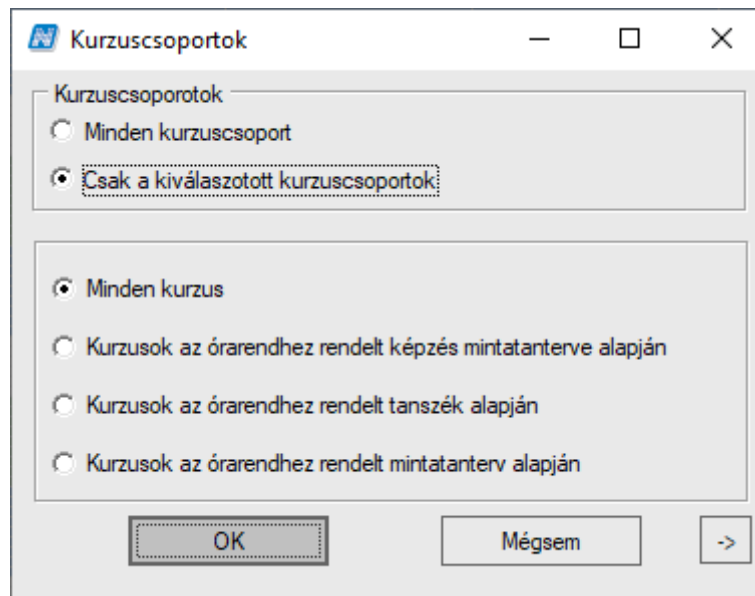 Kurzuscsoportok
Kurzuscsoporotok
Minden kurzuscsoport
Csak a kiválaszotott kurzuscsoportok
Minden kurzus
Kurzusok az órarendhez rendelt képzés mintatanterve alapján
Kurzusok az órarendhez rendelt tanszék alapján
Kurzusok az órarendhez rendelt mintatanterv alapján
OK Mégsem ->